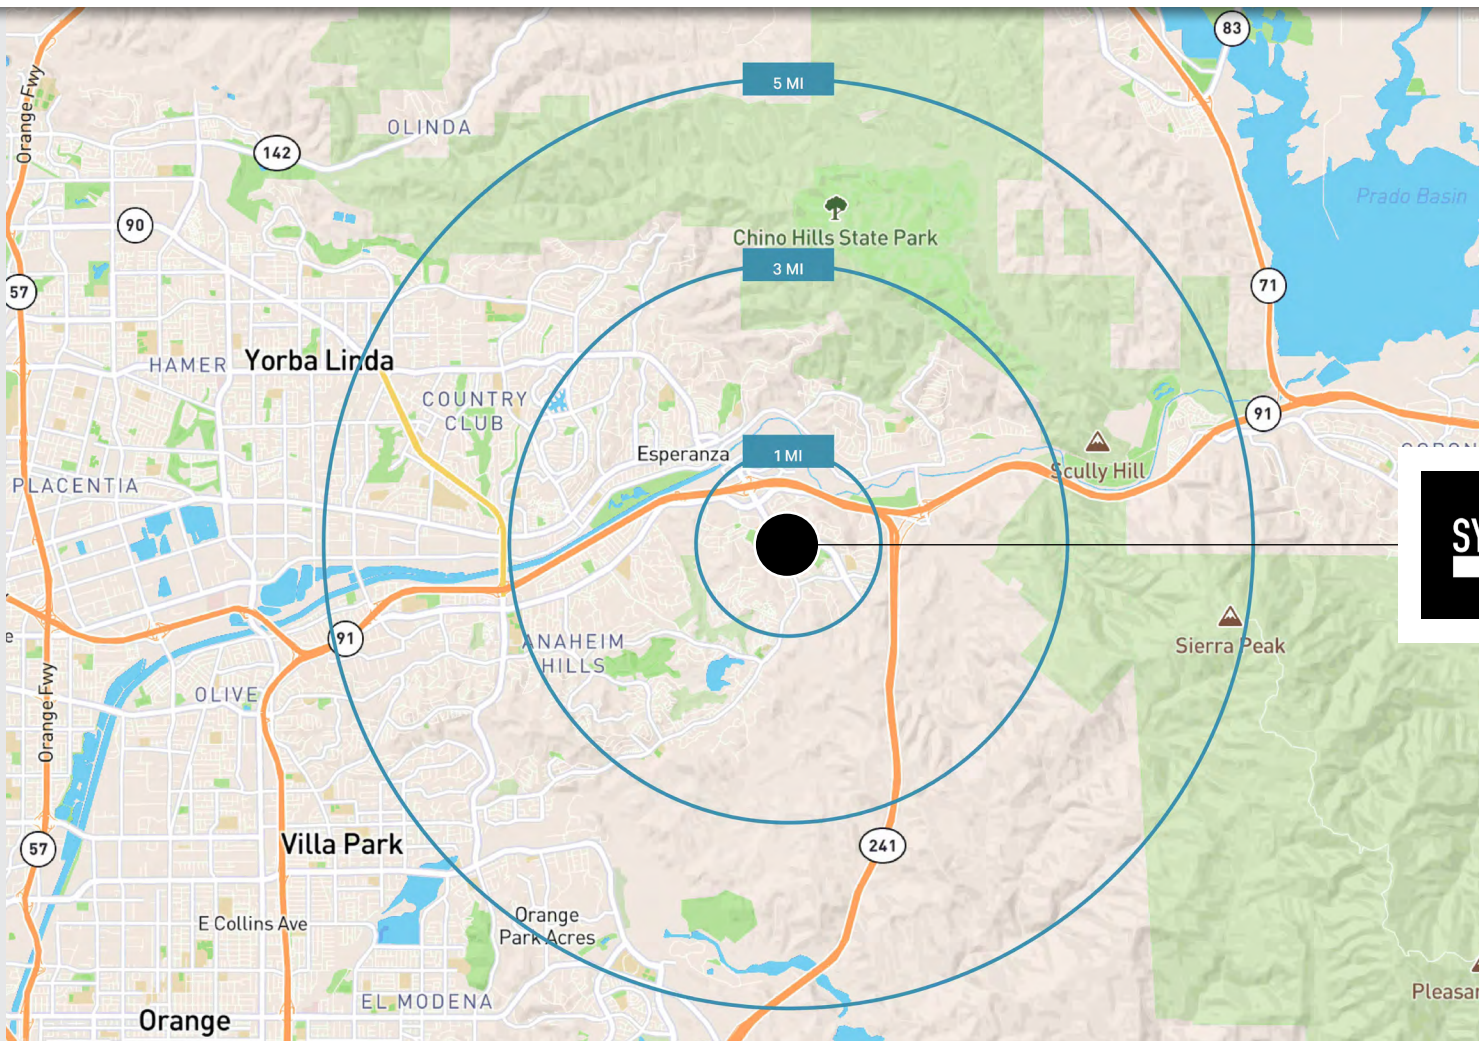 83
5 MI
Orange Fwy
OLINDA
142
Prado Basin
90
Chino Hills State Park
3 MI
57
71
Yorba Linda
HAMER
COUNTRY
CLUB
91
Esperanza
1 MI
Scully Hill
PLACENTIA
SY
91
ANAHEIM
HILLS
Sierra Peak
OLIVE
Orange Fwy
57
Villa Park
241
E Collins Ave
Orange
Park Acres
EL MODENA
Pleasan
Orange